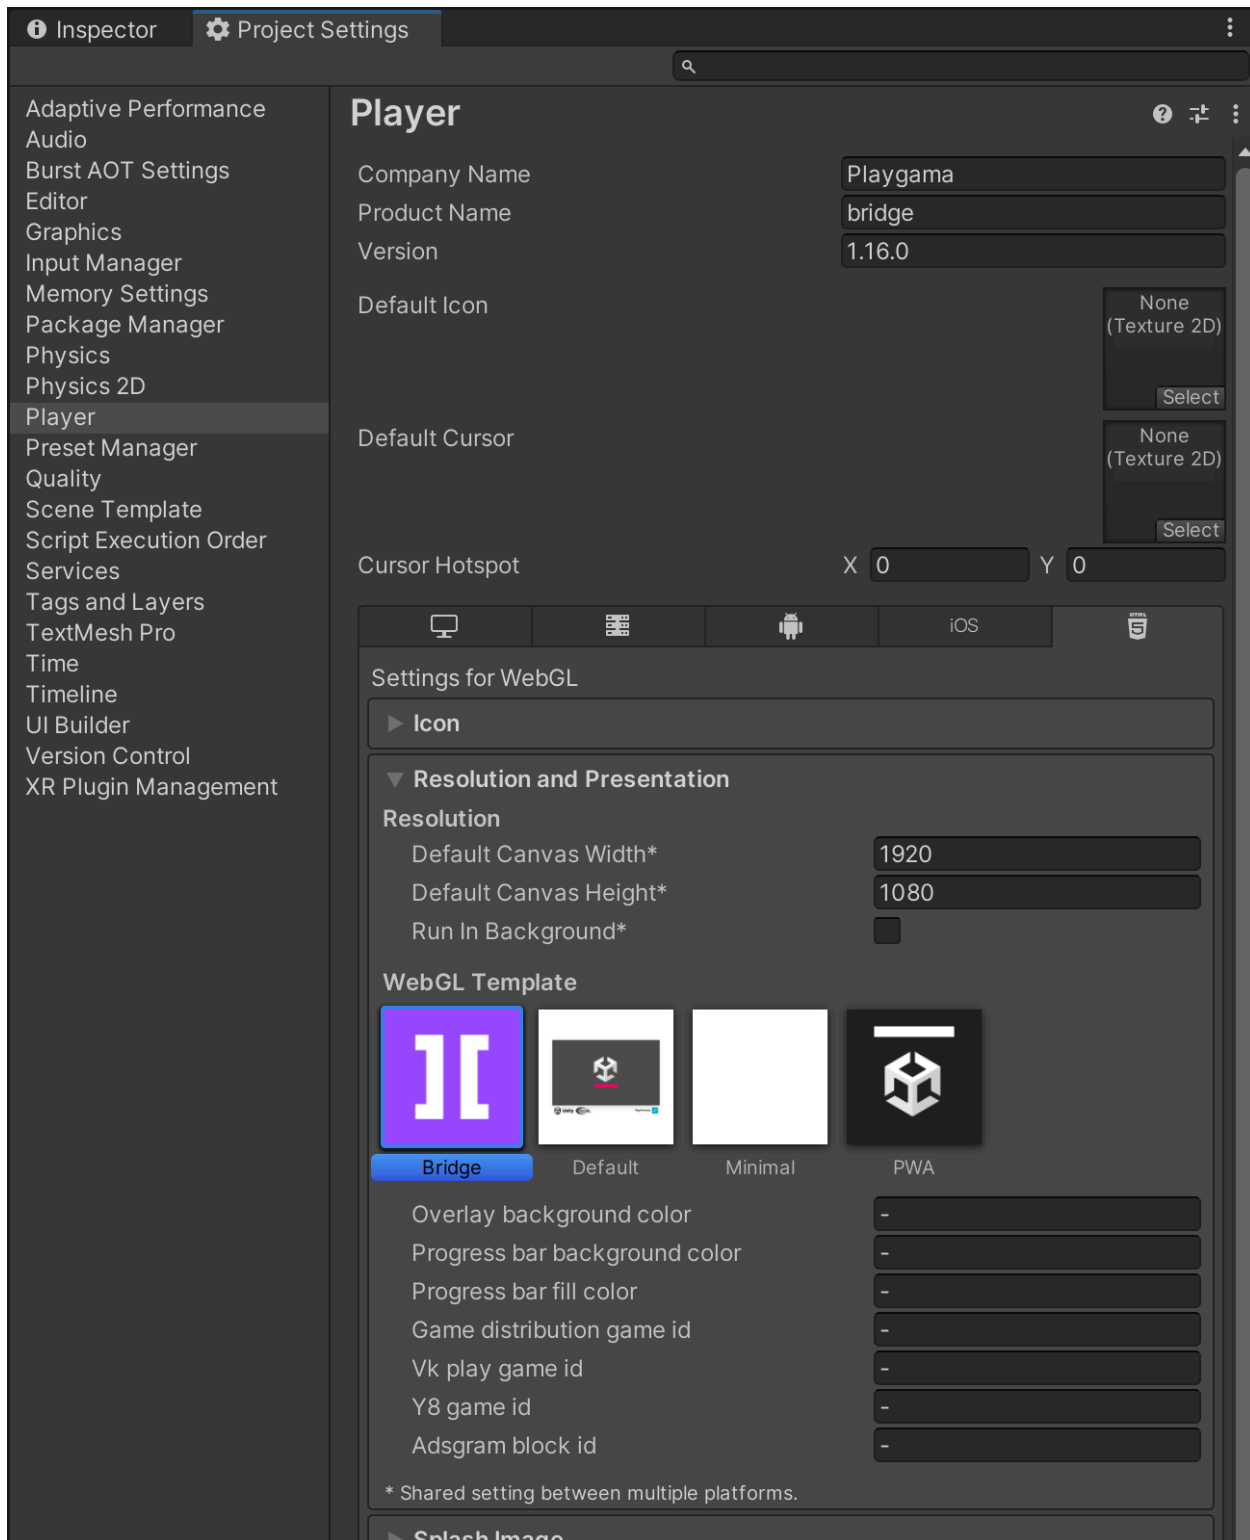 Inspector
Project Settings
Adaptive Performance
Audio
Burst AOT Settings
Editor
Graphics
Input Manager
Memory Settings
Package Manager
Physics
Physics 2D
Player
Preset Manager
Quality
Scene Template
Script Execution Order
Services
Tags and Layers
TextMesh Pro
Time
Timeline
UI Builder
Version Control
XR Plugin Management
Player
Company Name Playgama
Product Name bridge
Version 1.16.0
Default Icon
None
(Texture 2D)
Select
Default Cursor
None
(Texture 2D)
Select
Cursor Hotspot X 0 Y 0
iOS
HTML
5
Settings for WebGL
Icon
Resolution and Presentation
Resolution
Default Canvas Width* 1920
Default Canvas Height* 1080
Run In Background*
WebGL Template
Bridge Default Minimal PWA
Overlay background color -
Progress bar background color -
Progress bar fill color -
Game distribution game id -
Vk play game id -
Y8 game id -
Adsgram block id -
* Shared setting between multiple platforms.
Splash Image